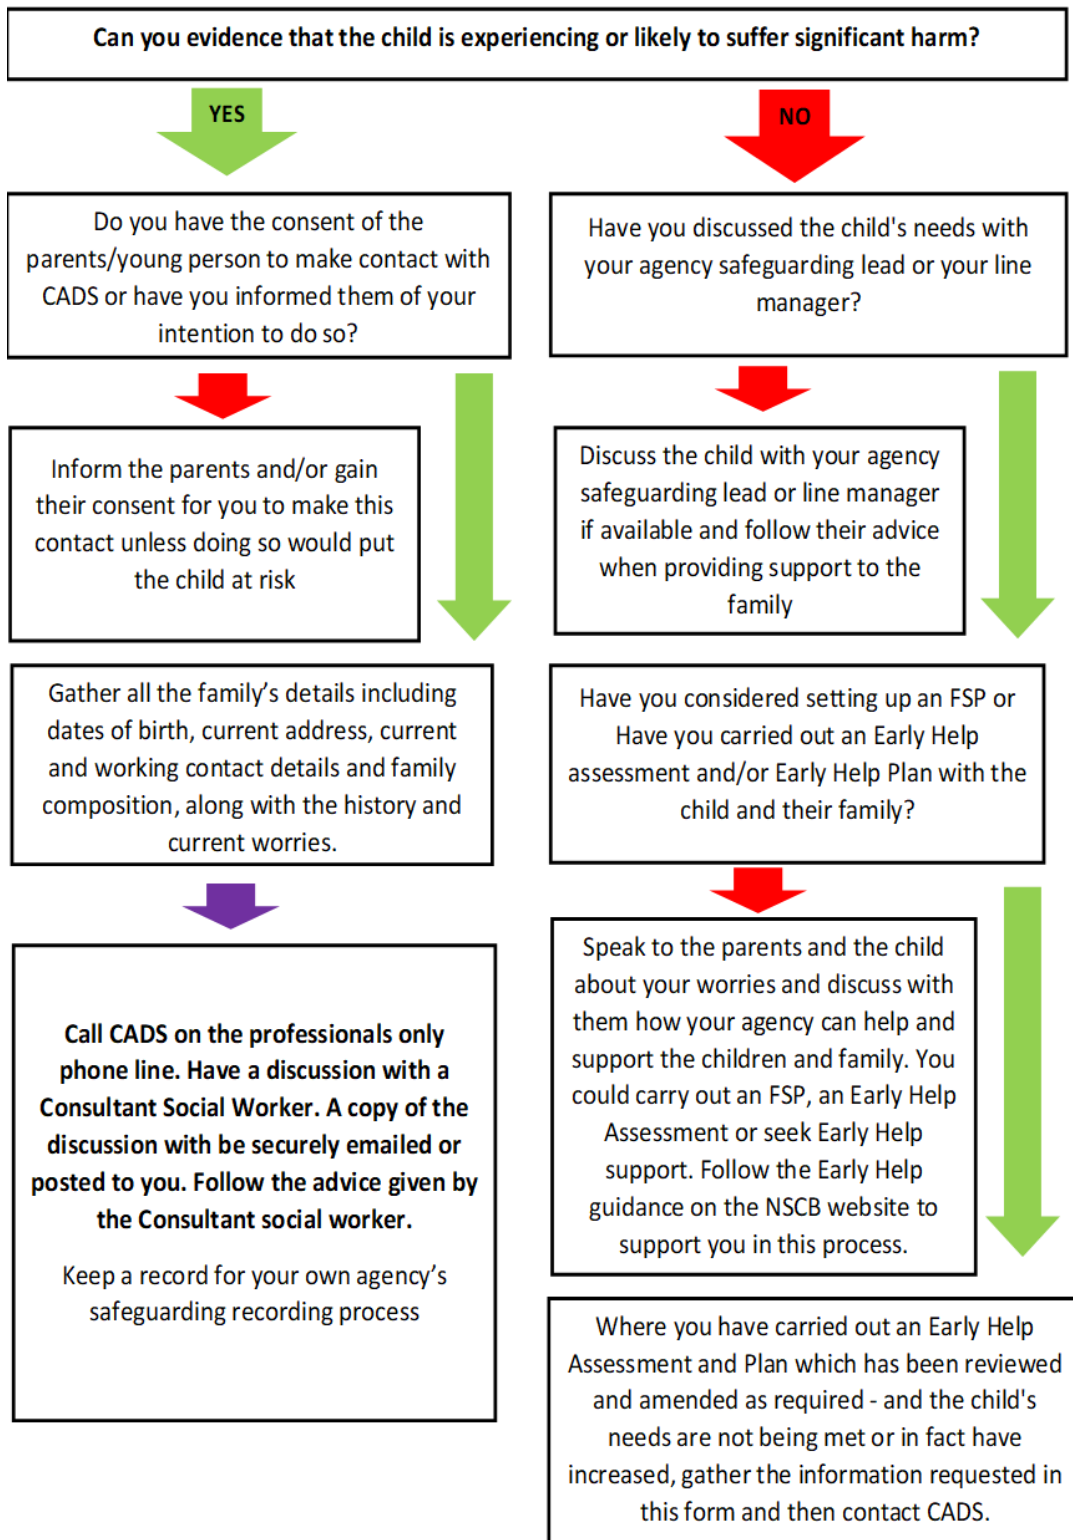 Can you evidence that the child is experiencing or likely to suffer significant harm?
YES
NO
Do you have the consent of the
parents/young person to make contact with
CADS or have you informed them of your
intention to do so?
Have you discussed the child's needs with
your agency safeguarding lead or your line
manager?
Inform the parents and/or gain
their consent for you to make this
contact unless doing so would put
the child at risk
Discuss the child with your agency
safeguarding lead or line manager
if available and follow their advice
when providing support to the
family
Gather all the family’s details including
dates of birth, current address, current
and working contact details and family
composition, along with the history and
current worries.
Have you considered setting up an FSP or
Have you carried out an Early Help
assessment and/or Early Help Plan with the
child and their family?
Call CADS on the professionals only
phone line. Have a discussion with a
Consultant Social Worker. A copy of the
discussion with be securely emailed or
posted to you. Follow the advice given by
the Consultant social worker.
Keep a record for your own agency’s
safeguarding recording process
Speak to the parents and the child
about your worries and discuss with
them how your agency can help and
support the children and family. You
could carry out an FSP, an Early Help
Assessment or seek Early Help
support. Follow the Early Help
guidance on the NSCB website to
support you in this process.
Where you have carried out an Early Help
Assessment and Plan which has been reviewed
and amended as required - and the child's
needs are not being met or in fact have
increased, gather the information requested in
this form and then contact CADS.